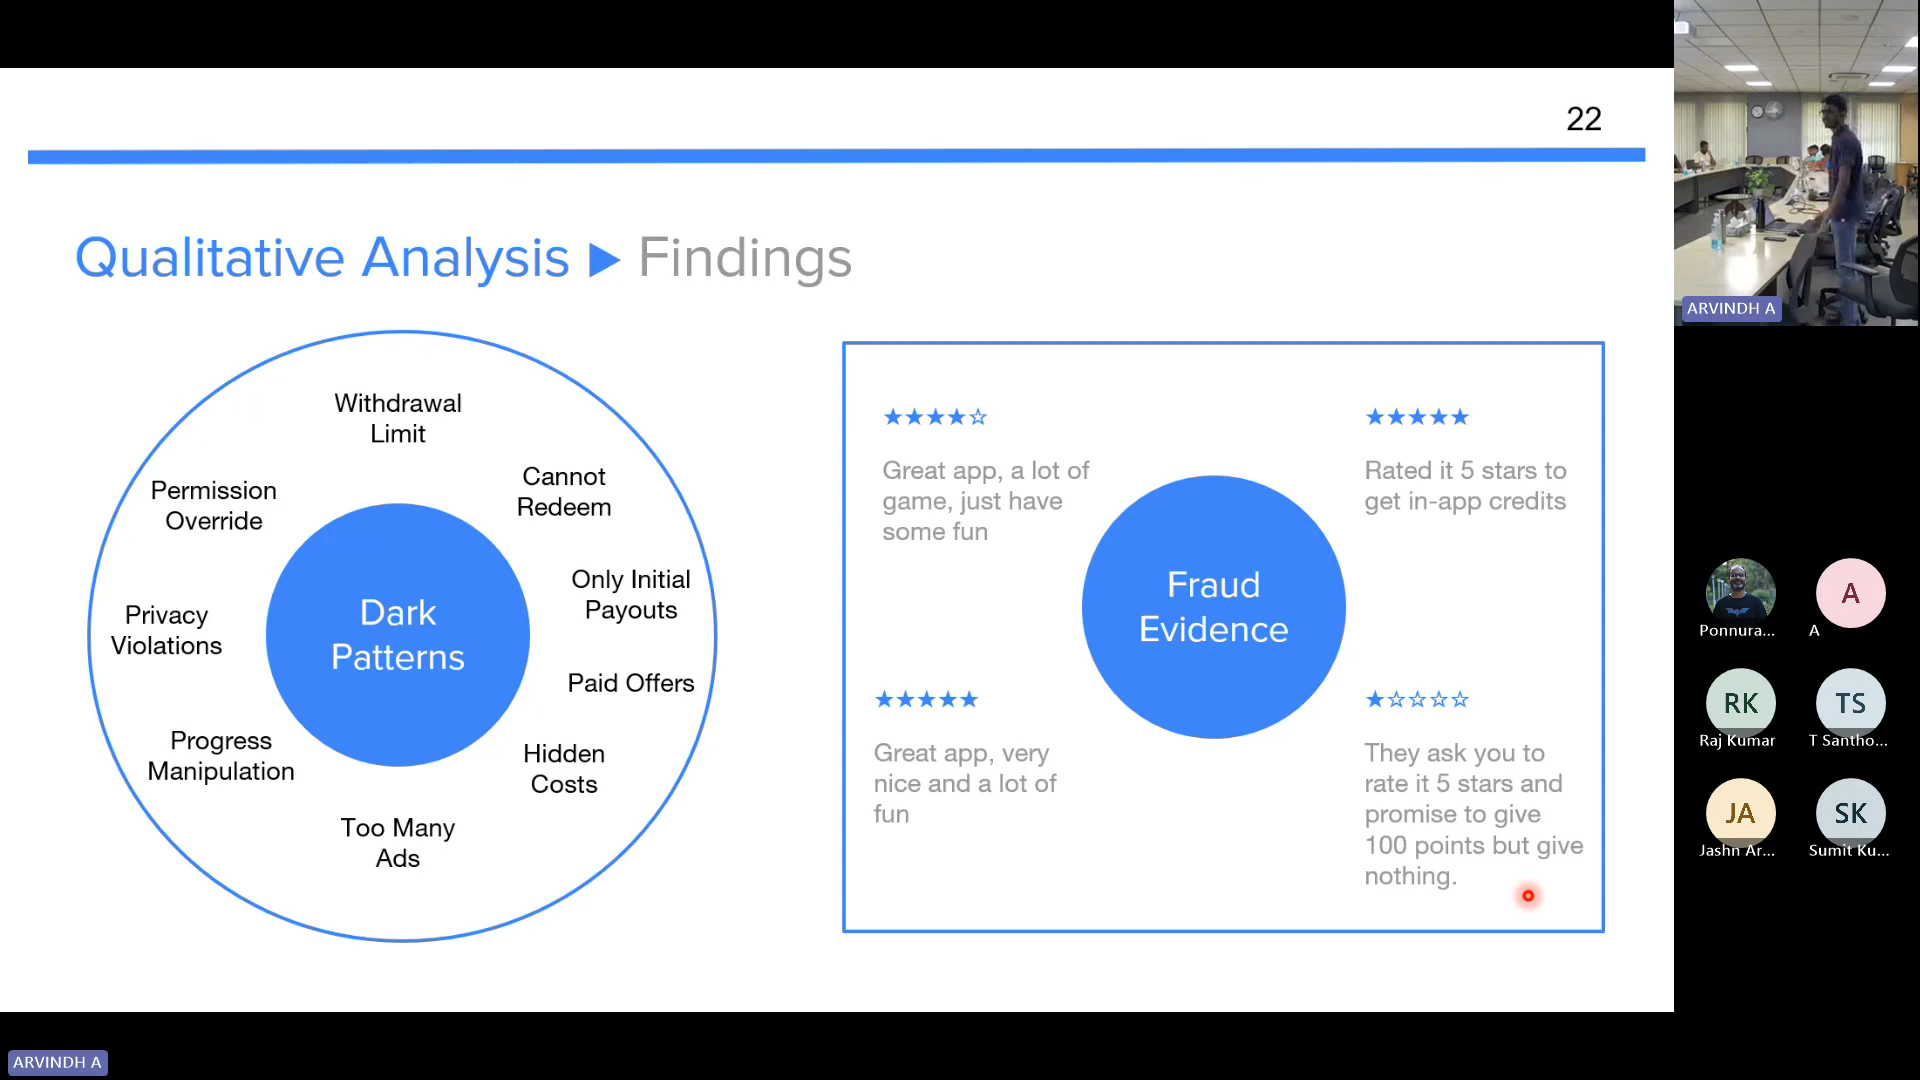 22
Qualitative Analysis ▶ Findings
Withdrawal
Limit
Cannot
Redeem
Only Initial
Payouts
Paid Offers
Hidden
Costs
Too Many
Ads
Progress
Manipulation
Privacy
Violations
Permission
Override
Dark
Patterns
★★★★☆
Great app, a lot of
game, just have
some fun
★★★★★
Rated it 5 stars to
get in-app credits
Fraud
Evidence
★★★★★
Great app, very
nice and a lot of
fun
★☆☆☆☆
They ask you to
rate it 5 stars and
promise to give
100 points but give
nothing.
ARVINDH A
Ponnura...
A
A
RK
Raj Kumar
TS
T Santho...
JA
Jashn Ar...
SK
Sumit Ku...
ARVINDH A